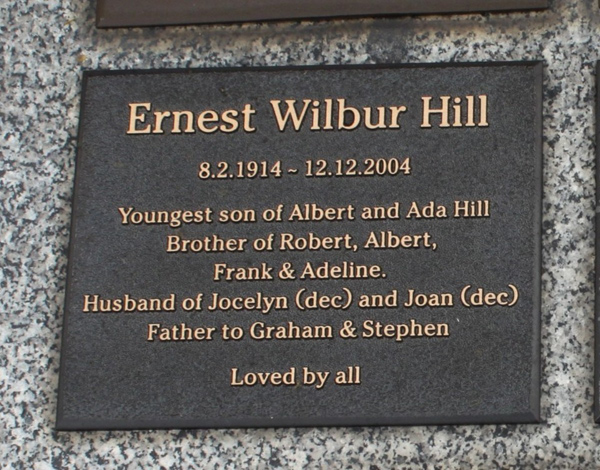 Ernest Wilbur Hill
8.2.1914 ~ 12.12.2004
Youngest son of Albert and Ada Hill
Brother of Robert, Albert,
Frank & Adeline.
Husband of Jocelyn (dec) and Joan (dec)
Father to Graham & Stephen
Loved by all